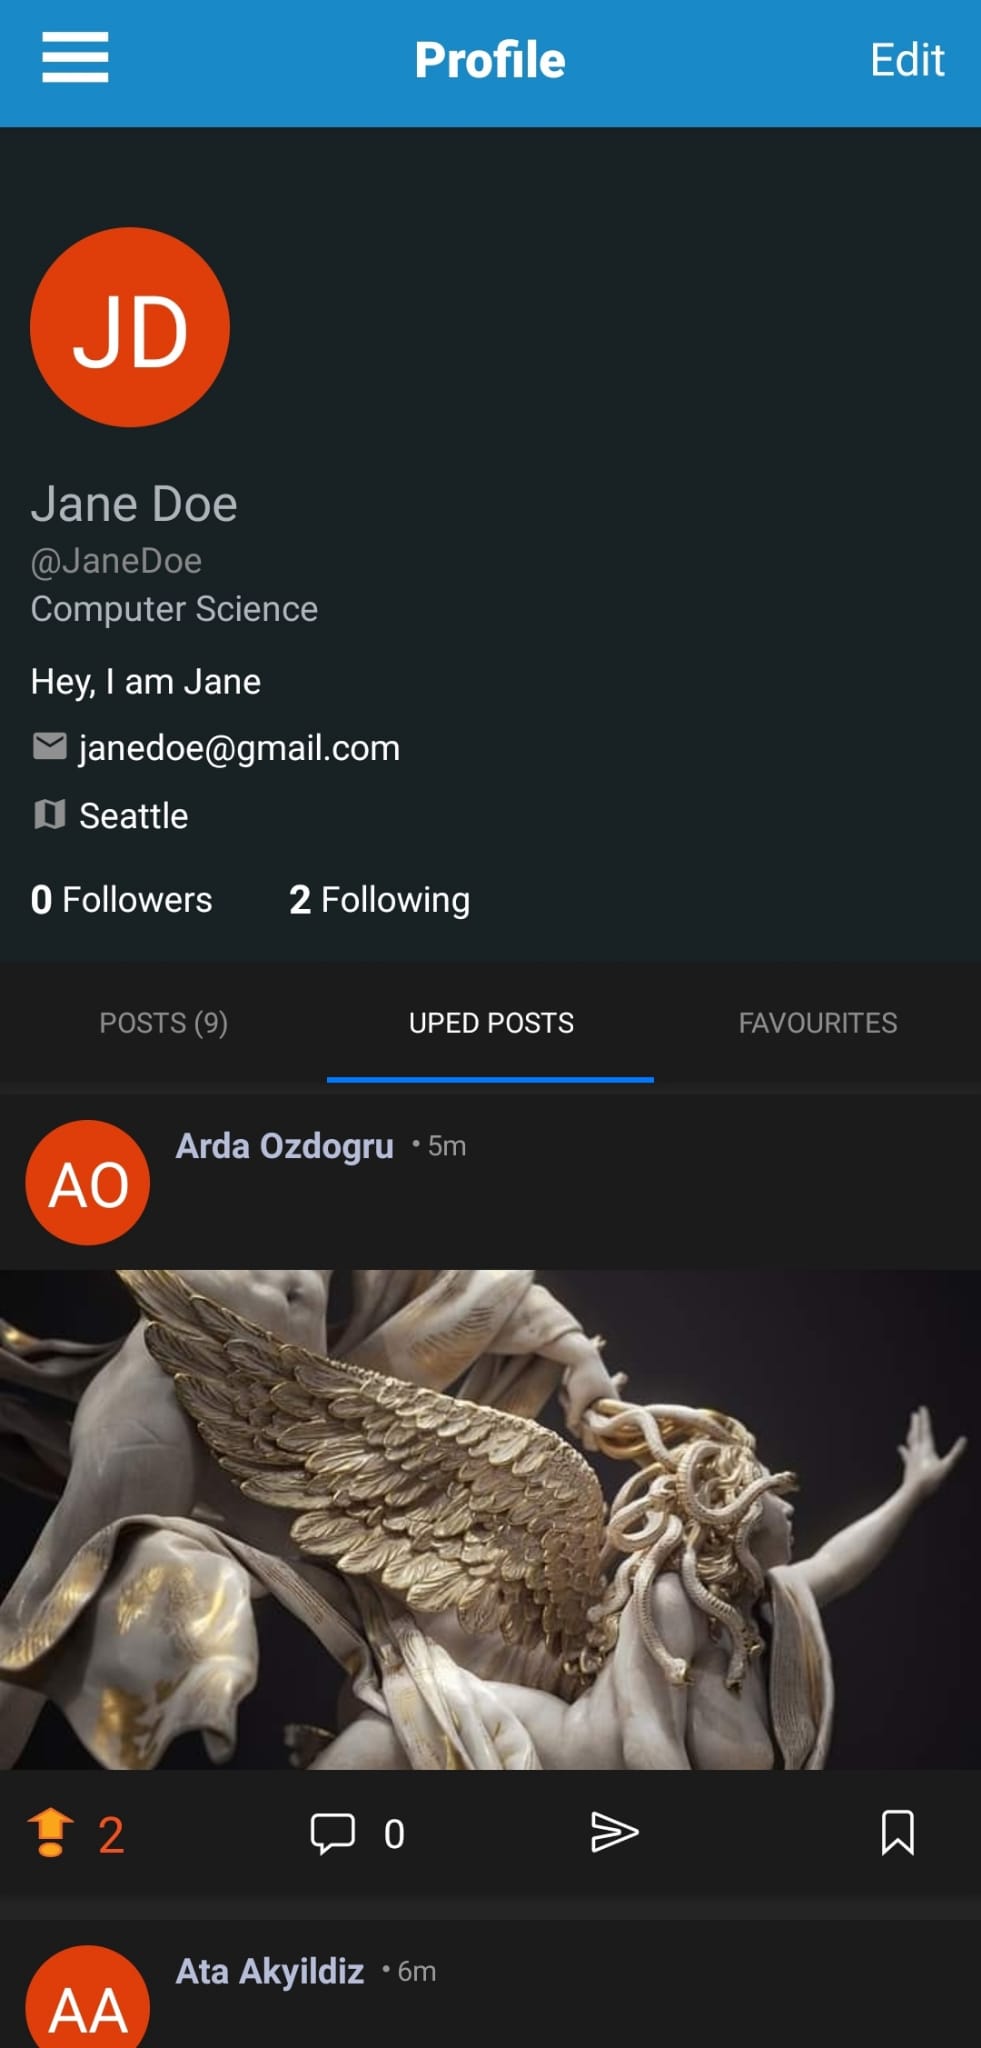 Profile
Edit
JD
Jane Doe
@JaneDoe
Computer Science
Hey, I am Jane
janedoe@gmail.com
Seattle
0 Followers 2 Following
POSTS (9) UPED POSTS FAVOURITES
AO
Arda Ozdogru • 5m
2 0
AA
Ata Akyildiz • 6m